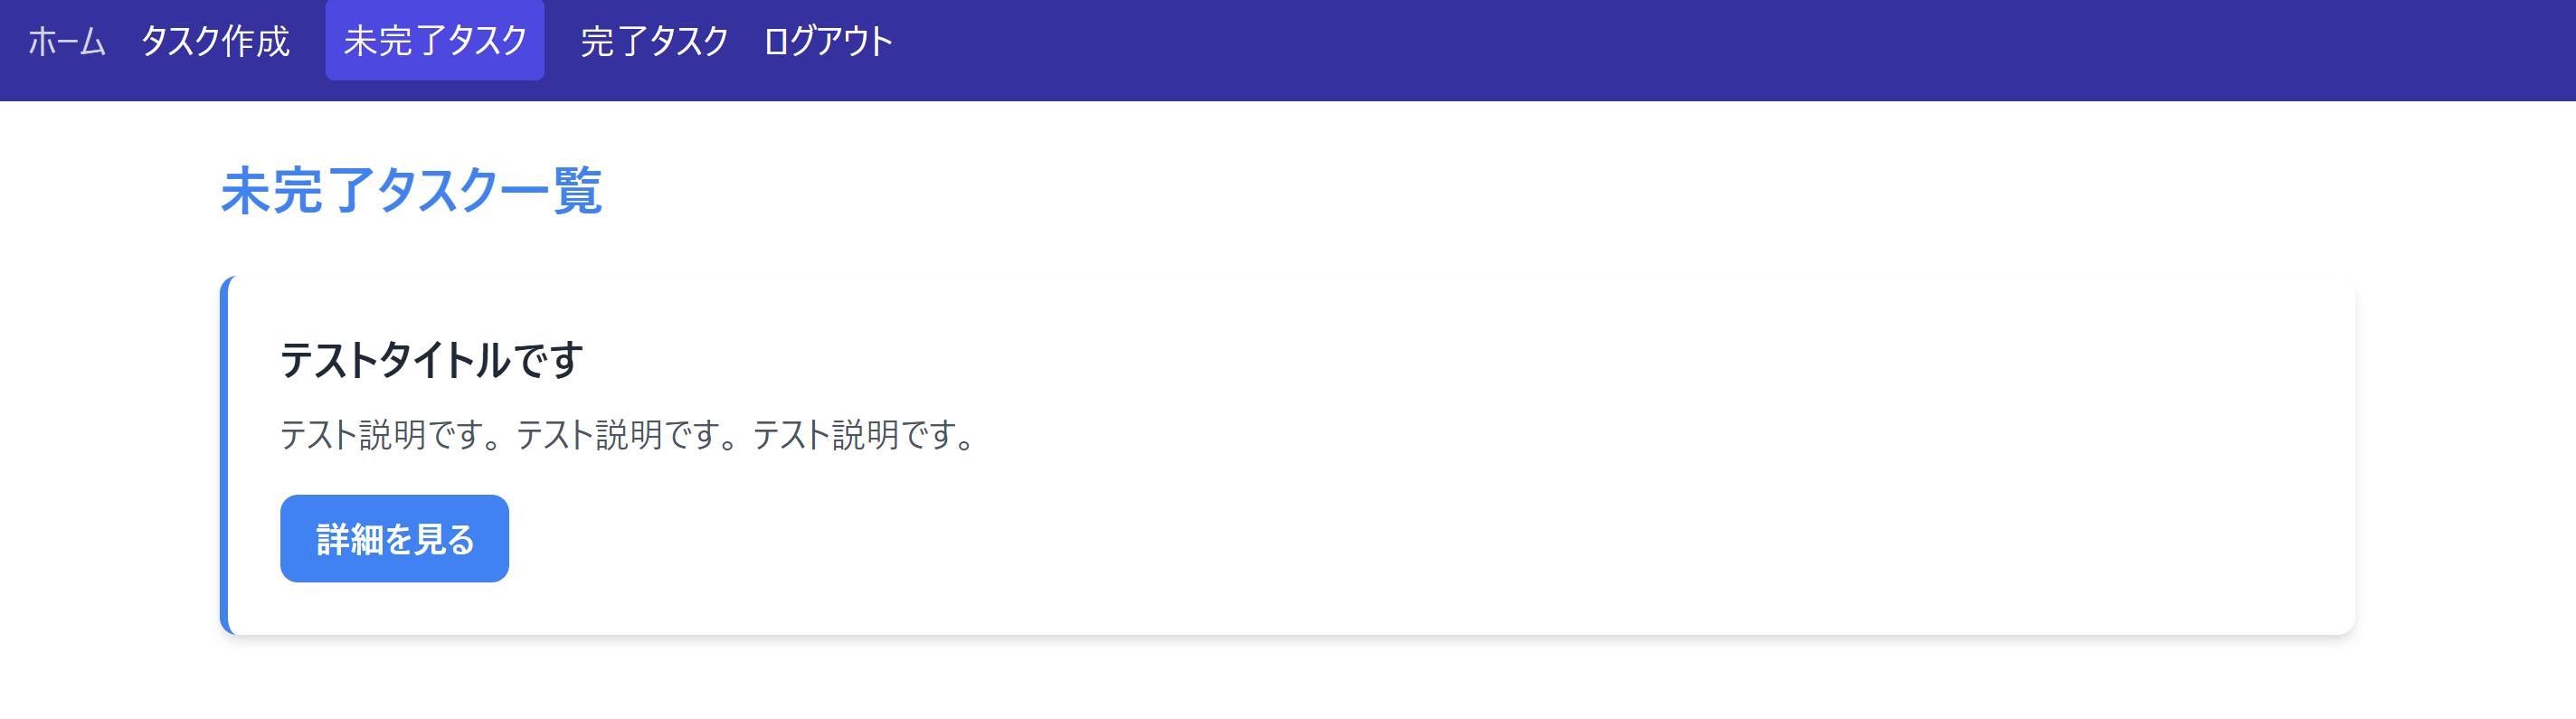 ホーム タスク作成 未完了タスク 完了タスク ログアウト
未完了タスク一覧
テストタイトルです
テスト説明です。テスト説明です。テスト説明です。
詳細を見る